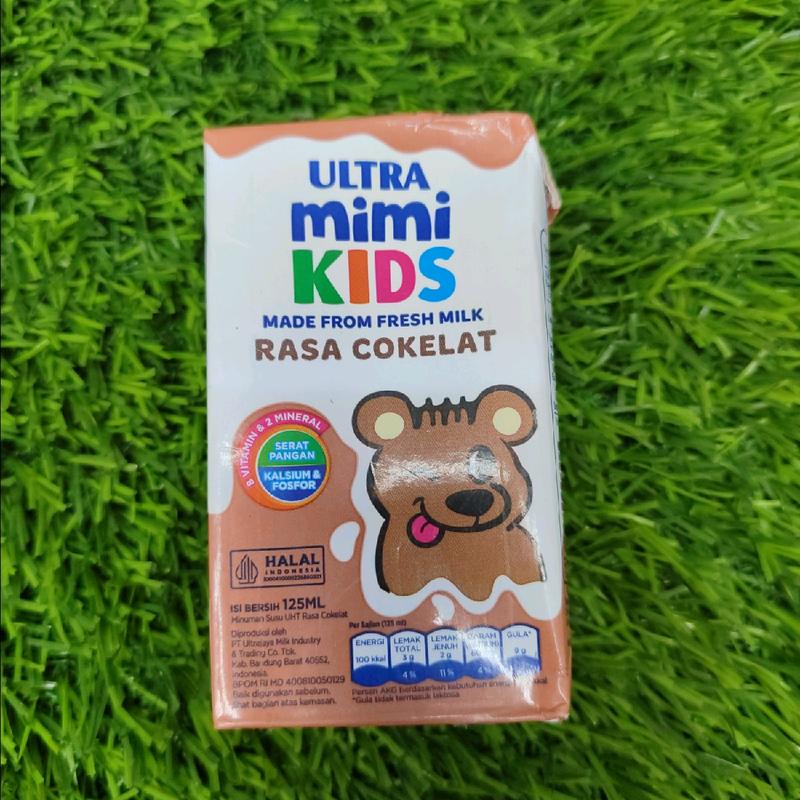 ULTRA
mimi
KIDS
MADE FROM FRESH MILK
RASA COKELAT
8 VITAMIN & 2 MINERAL
SERAT
PANGAN
KALSIUM &
FOSFOR
HALAL
INDONESIA
ISI BERSIH 125ML
Minuman Susu UHT Rasa Cokelat
Diproduksi oleh
PT Ultrajaya Milk Industry
& Trading Co. Tbk.
Kab. Bandung Barat 40552,
Indonesia.
BPOM RI MD 400810050129
Baik digunakan sebelum,
lihat bagian atas kemasan.
Per Sajian (125 ml)
ENERGI
100 kkal
LEMAK
TOTAL
3 g
4%
LEMAK
JENUH
2 g
11%
GULA*
9 g
Persen AKG berdasarkan kebutuhan energi
*Gula tidak termasuk laktosa